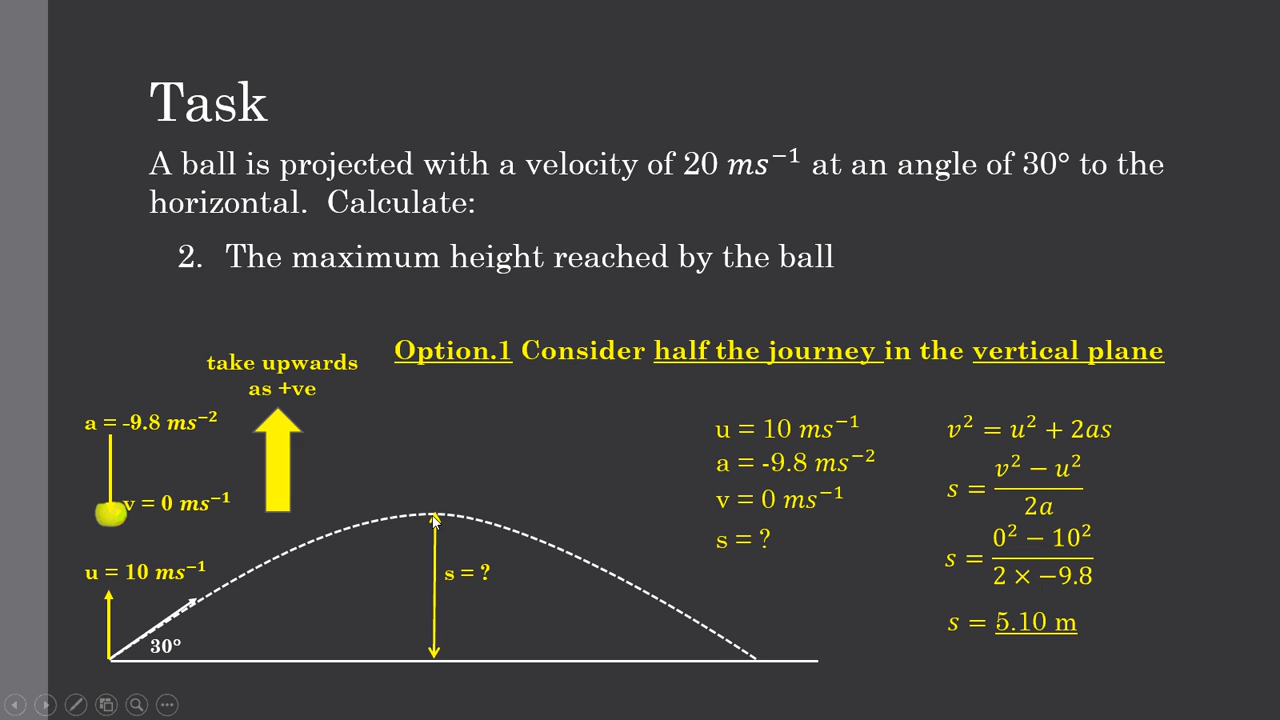 Task
A ball is projected with a velocity of 20 ms⁻¹ at an angle of 30° to the
horizontal. Calculate:
2. The maximum height reached by the ball
Option.1 Consider half the journey in the vertical plane
take upwards
as +ve
a = -9.8 ms⁻²
v = 0 ms⁻¹
u = 10 ms⁻¹
30°
s = ?
u = 10 ms⁻¹
a = -9.8 ms⁻²
v = 0 ms⁻¹
s = ?
v² = u² + 2as
s = (v² − u²) / 2a
s = (0² − 10²) / 2 × −9.8
s = 5.10 m